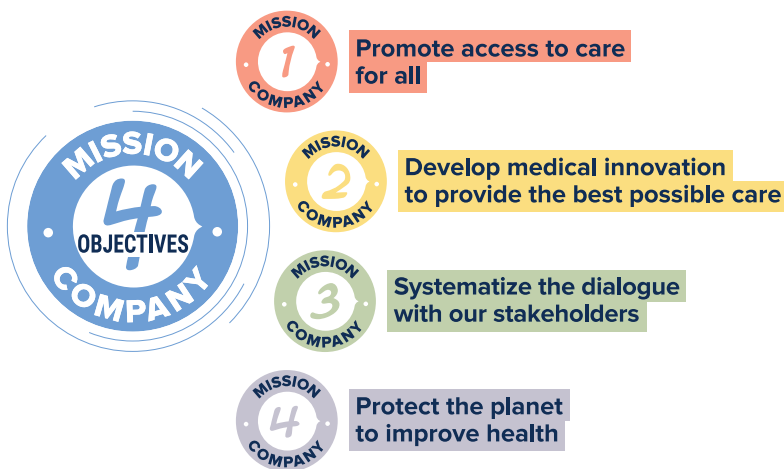 MISSION
4
OBJECTIVES
COMPANY
MISSION
1
COMPANY
Promote access to care
for all
MISSION
2
COMPANY
Develop medical innovation
to provide the best possible care
MISSION
3
COMPANY
Systematize the dialogue
with our stakeholders
MISSION
4
COMPANY
Protect the planet
to improve health